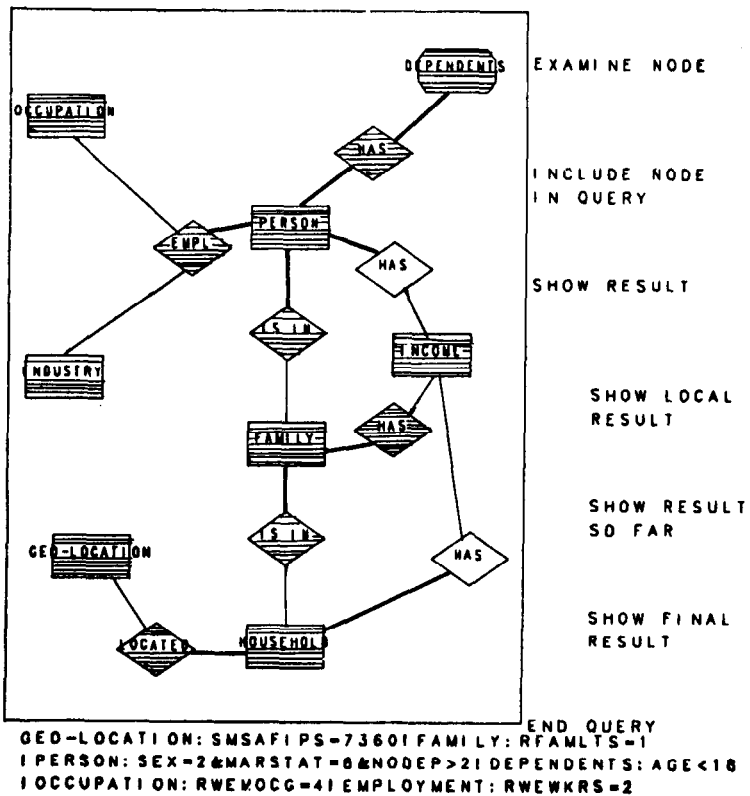 DEPENDENTS
EXAMINE NODE
OCCUPATION
HAS
INCLUDE NODE
IN QUERY
PERSON
EMPL
HAS
SHOW RESULT
IS IN
INCOME
INDUSTRY
SHOW LOCAL
RESULT
FAMILY
HAS
SHOW RESULT
SO FAR
IS IN
GEO-LOCATION
HAS
SHOW FINAL
RESULT
LOCATED
HOUSEHOLD
END QUERY
GEO-LOCATION: SMSAFIPS=7360| FAMILY: RFAMLTS=1
|PERSON: SEX=2&MARSTAT=6&NODEP>2| DEPENDENTS: AGE<18
|OCCUPATION: RWEMOCG=4| EMPLOYMENT: RWEWKRS=2